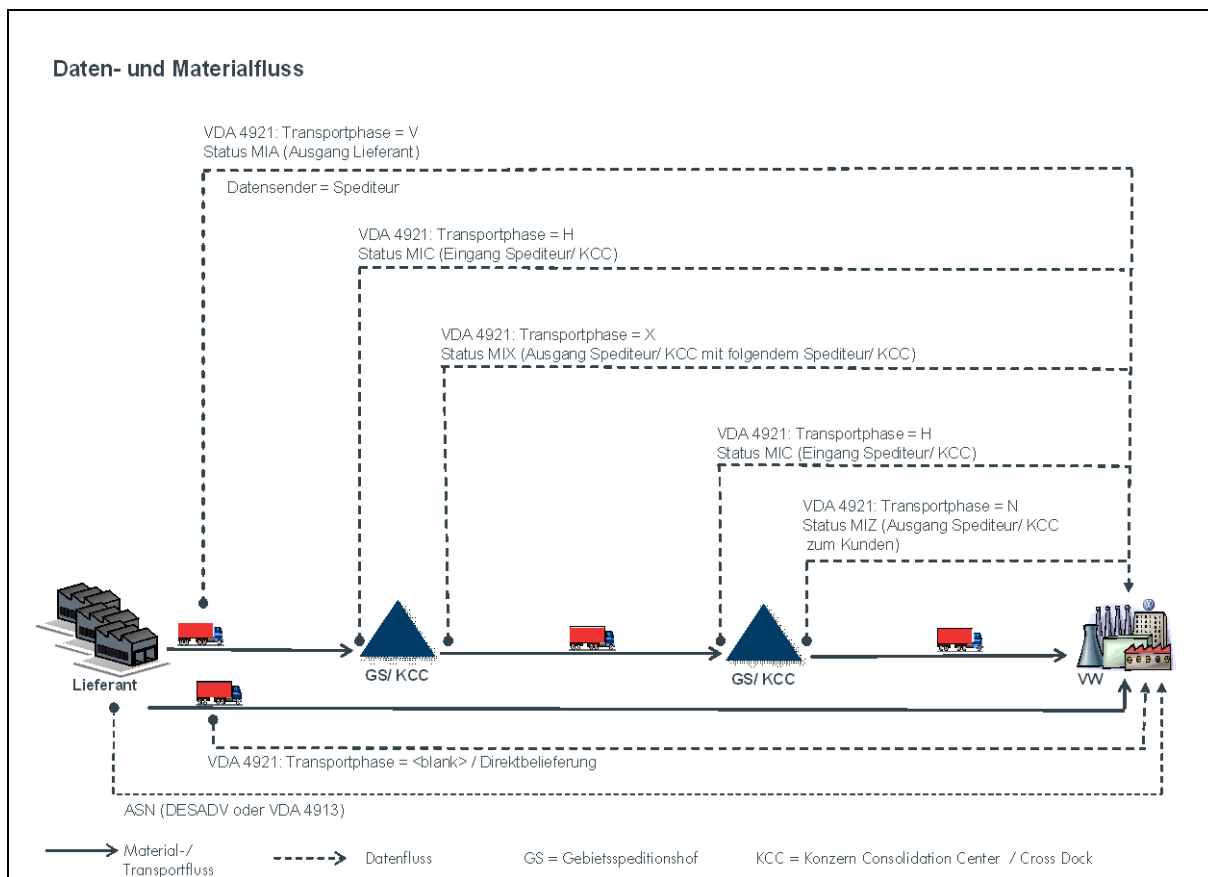 Daten- und Materialfluss
VDA 4921: Transportphase = V
Status MIA (Ausgang Lieferant)
Datensender = Spediteur
VDA 4921: Transportphase = H
Status MIC (Eingang Spediteur/ KCC)
VDA 4921: Transportphase = X
Status MIX (Ausgang Spediteur/ KCC mit folgendem Spediteur/ KCC)
VDA 4921: Transportphase = H
Status MIC (Eingang Spediteur/ KCC)
VDA 4921: Transportphase = N
Status MIZ (Ausgang Spediteur/ KCC
zum Kunden)
Lieferant
GS/ KCC
GS/ KCC
VW
VDA 4921: Transportphase = <blank> / Direktbelieferung
ASN (DESADV oder VDA 4913)
Material-/
Transportfluss
Datenfluss
GS = Gebietsspeditionshof
KCC = Konzern Consolidation Center / Cross Dock